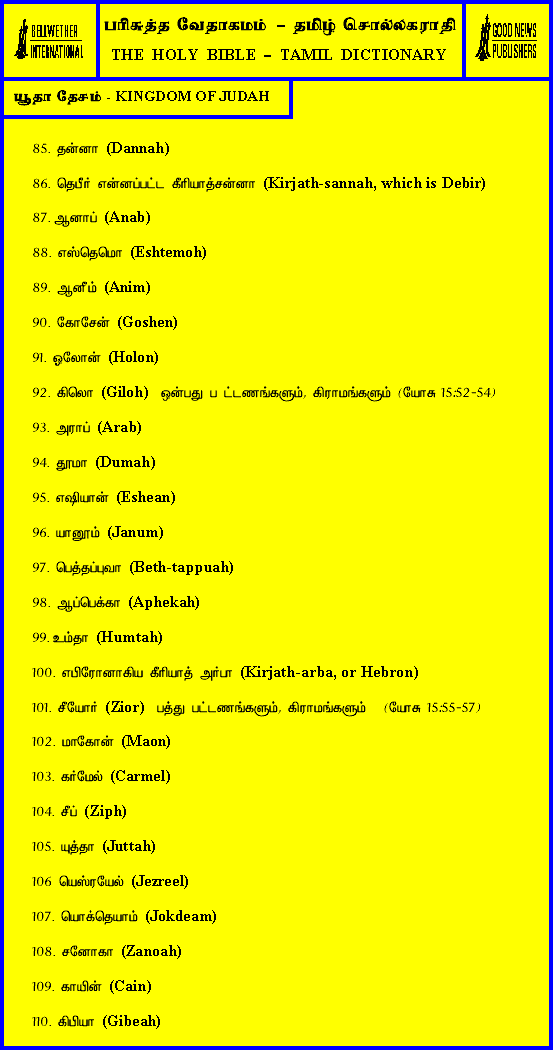 BELLWETHER
INTERNATIONAL
பரிசுத்த வேதாகமம் – தமிழ் சொல்லகராதி
THE HOLY BIBLE – TAMIL DICTIONARY
GOOD NEWS
PUBLISHERS
யூதா தேசம் - KINGDOM OF JUDAH
85. தன்னா (Dannah)
86. தெபீர் என்னப்பட்ட கீரியாத்சன்னா (Kirjath-sannah, which is Debir)
87. ஆனாப் (Anab)
88. எஸ்தெமொ (Eshtemoh)
89. ஆனீம் (Anim)
90. கோசேன் (Goshen)
91. ஓலோன் (Holon)
92. கிலொ (Giloh) ஒன்பது ப ட்டணங்களும், கிராமங்களும் (யோசு 15:52-54)
93. அராப் (Arab)
94. தூமா (Dumah)
95. எஷியான் (Eshean)
96. யானூம் (Janum)
97. பெத்தப்புவா (Beth-tappuah)
98. ஆப்பெக்கா (Aphekah)
99. உம்தா (Humtah)
100. எபிரோனாகிய கீரியாத் அர்பா (Kirjath-arba, or Hebron)
101. சீயோர் (Zior) பத்து பட்டணங்களும், கிராமங்களும் (யோசு 15:55-57)
102. மாகோன் (Maon)
103. கர்மேல் (Carmel)
104. சீப் (Ziph)
105. யுத்தா (Juttah)
106 யெஸ்ரயேல் (Jezreel)
107. யொக்தெயாம் (Jokdeam)
108. சனோகா (Zanoah)
109. காயின் (Cain)
110. கிபியா (Gibeah)